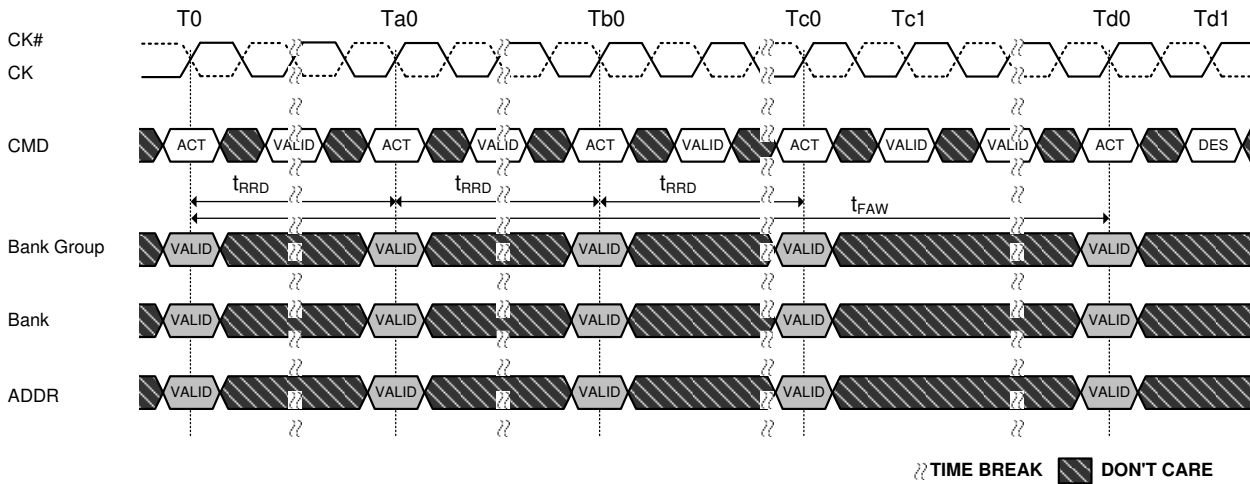 T0 Ta0 Tb0 Tc0 Tc1 Td0 Td1
CK#
CK
CMD ACT VALID ACT VALID ACT VALID ACT VALID VALID ACT DES
tRRD tRRD tRRD
tFAW
Bank Group VALID VALID VALID VALID VALID
Bank VALID VALID VALID VALID VALID
ADDR VALID VALID VALID VALID VALID
TIME BREAK DON'T CARE